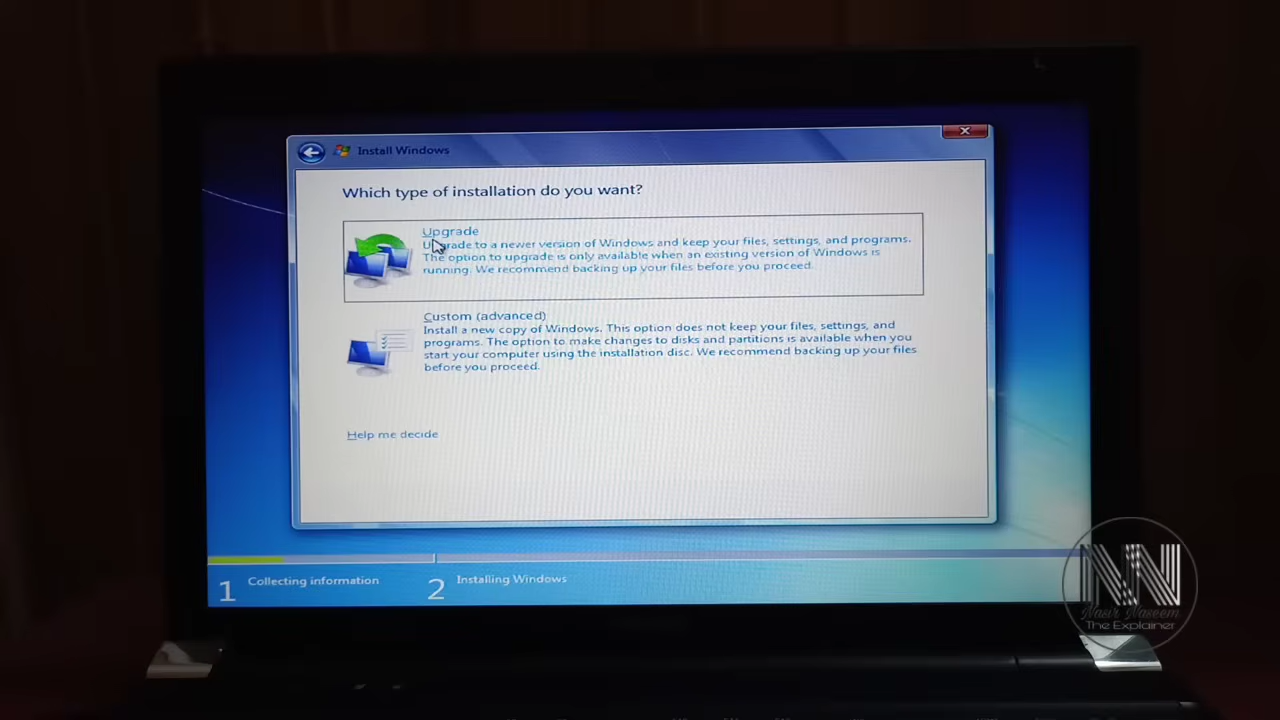 Install Windows
Which type of installation do you want?
Upgrade
Upgrade to a newer version of Windows and keep your files, settings, and programs.
The option to upgrade is only available when an existing version of Windows is
running. We recommend backing up your files before you proceed.
Custom (advanced)
Install a new copy of Windows. This option does not keep your files, settings, and
programs. The option to make changes to disks and partitions is available when you
start your computer using the installation disc. We recommend backing up your files
before you proceed.
Help me decide
1 Collecting information
2 Installing Windows
NN
Nasir Naseem
The Explainer